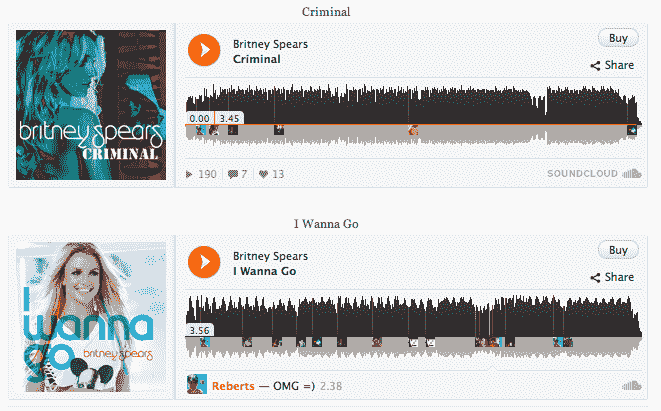 Criminal
Britney Spears
Criminal
Buy
Share
britney spears
CRIMINAL
0.00 3.45
190 7 13
SOUNDCLOUD
I Wanna Go
Britney Spears
I Wanna Go
Buy
Share
I
wanna
go britney spears
3.56
Reberts — OMG =) 2.38